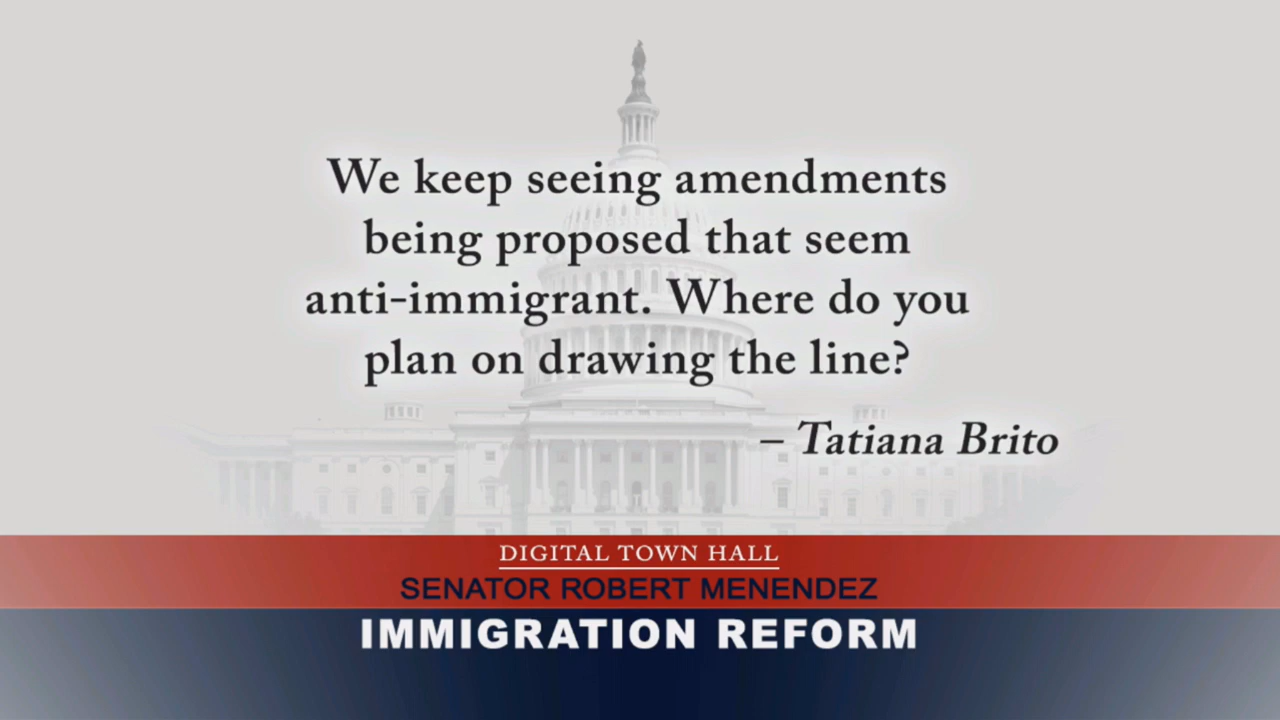 We keep seeing amendments
being proposed that seem
anti-immigrant. Where do you
plan on drawing the line?
– Tatiana Brito
DIGITAL TOWN HALL
SENATOR ROBERT MENENDEZ
IMMIGRATION REFORM